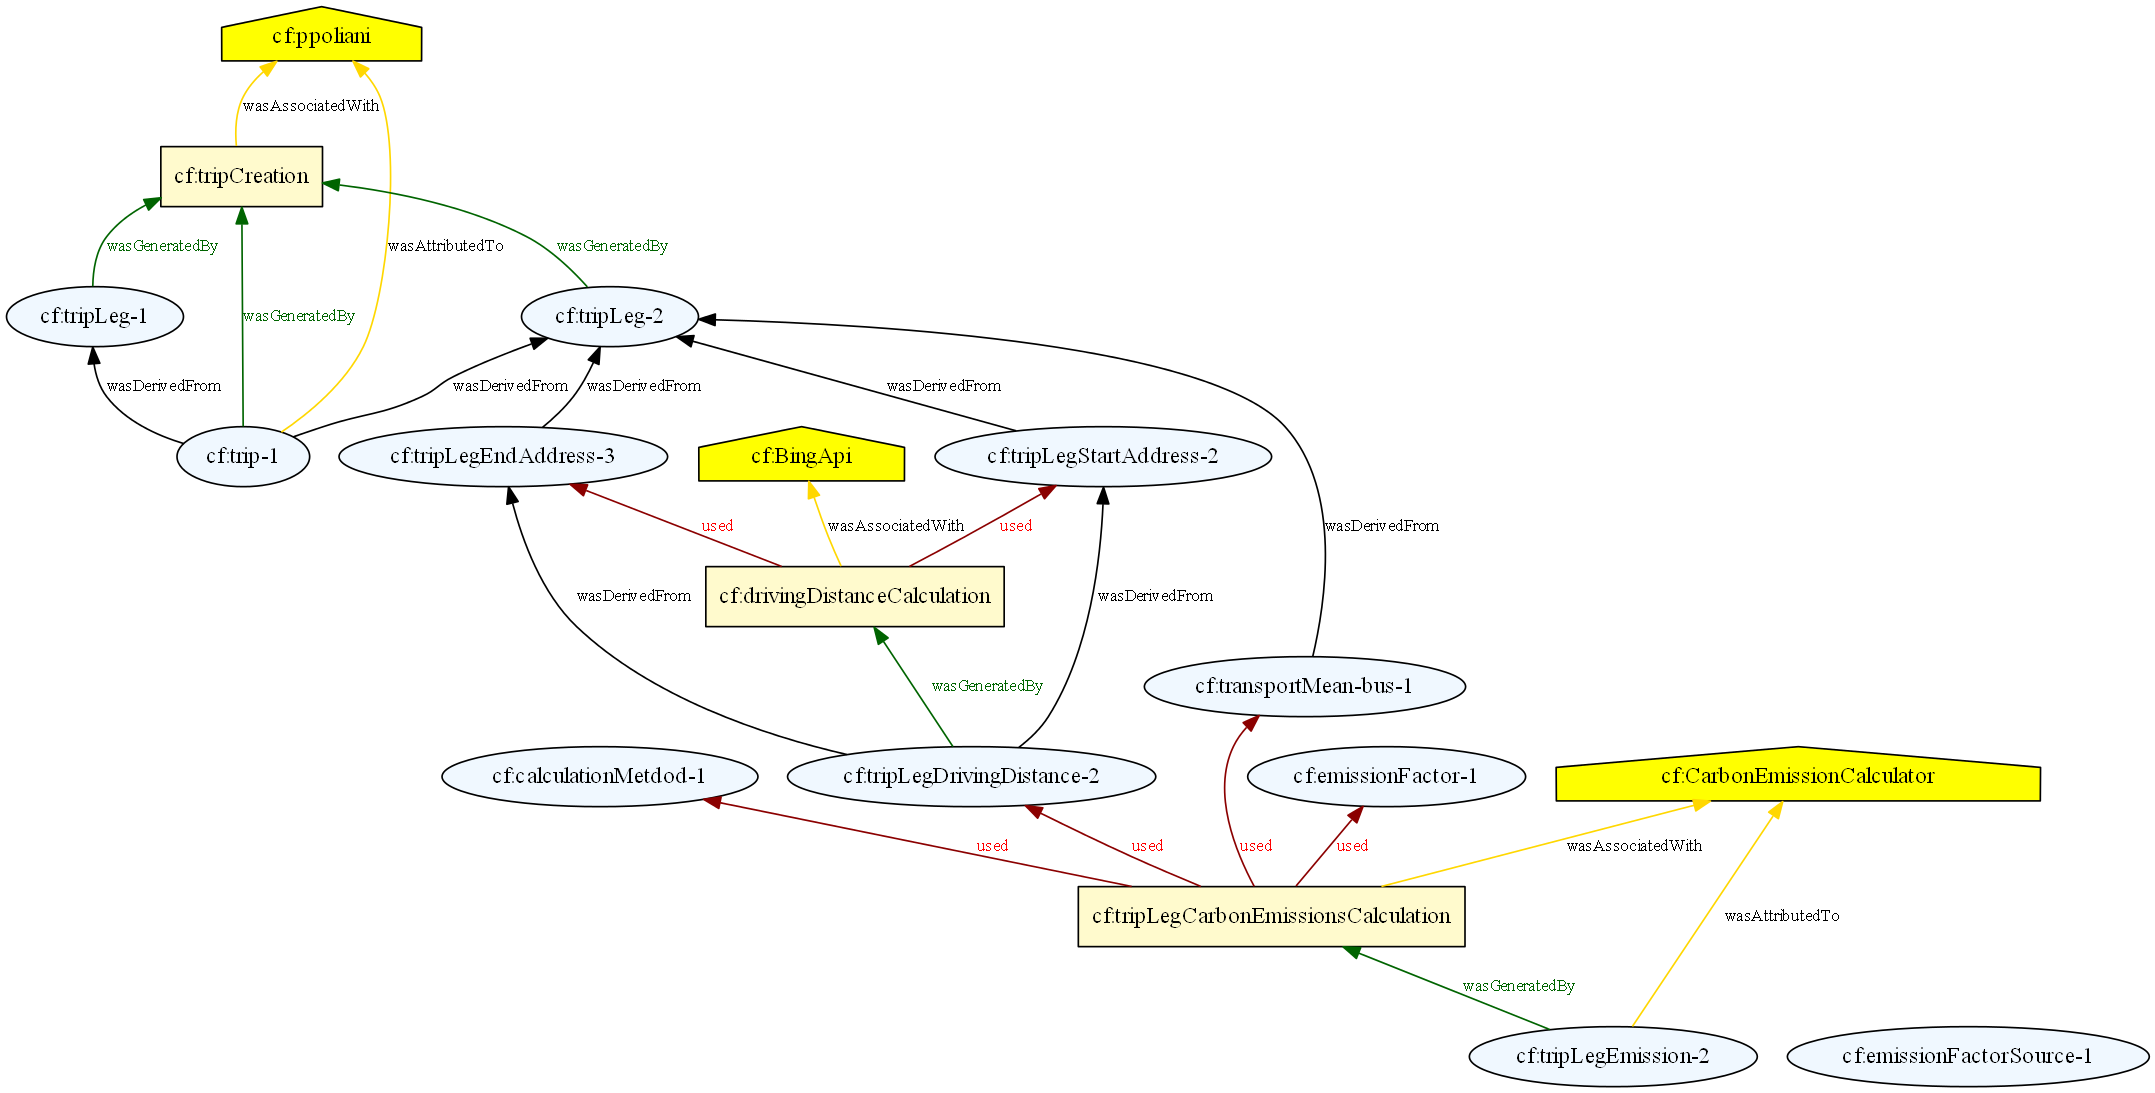 cf:ppoliani
wasAssociatedWith
cf:tripCreation
wasGeneratedBy
wasAttributedTo
wasGeneratedBy
cf:tripLeg-1
wasGeneratedBy
cf:tripLeg-2
wasDerivedFrom
wasDerivedFrom
wasDerivedFrom
wasDerivedFrom
cf:trip-1
cf:tripLegEndAddress-3
cf:BingApi
cf:tripLegStartAddress-2
used
wasAssociatedWith
used
wasDerivedFrom
wasDerivedFrom
cf:drivingDistanceCalculation
wasDerivedFrom
wasGeneratedBy
cf:transportMean-bus-1
cf:calculationMetdod-1
cf:tripLegDrivingDistance-2
cf:emissionFactor-1
cf:CarbonEmissionCalculator
used
used
used
used
wasAssociatedWith
cf:tripLegCarbonEmissionsCalculation
wasAttributedTo
wasGeneratedBy
cf:tripLegEmission-2
cf:emissionFactorSource-1